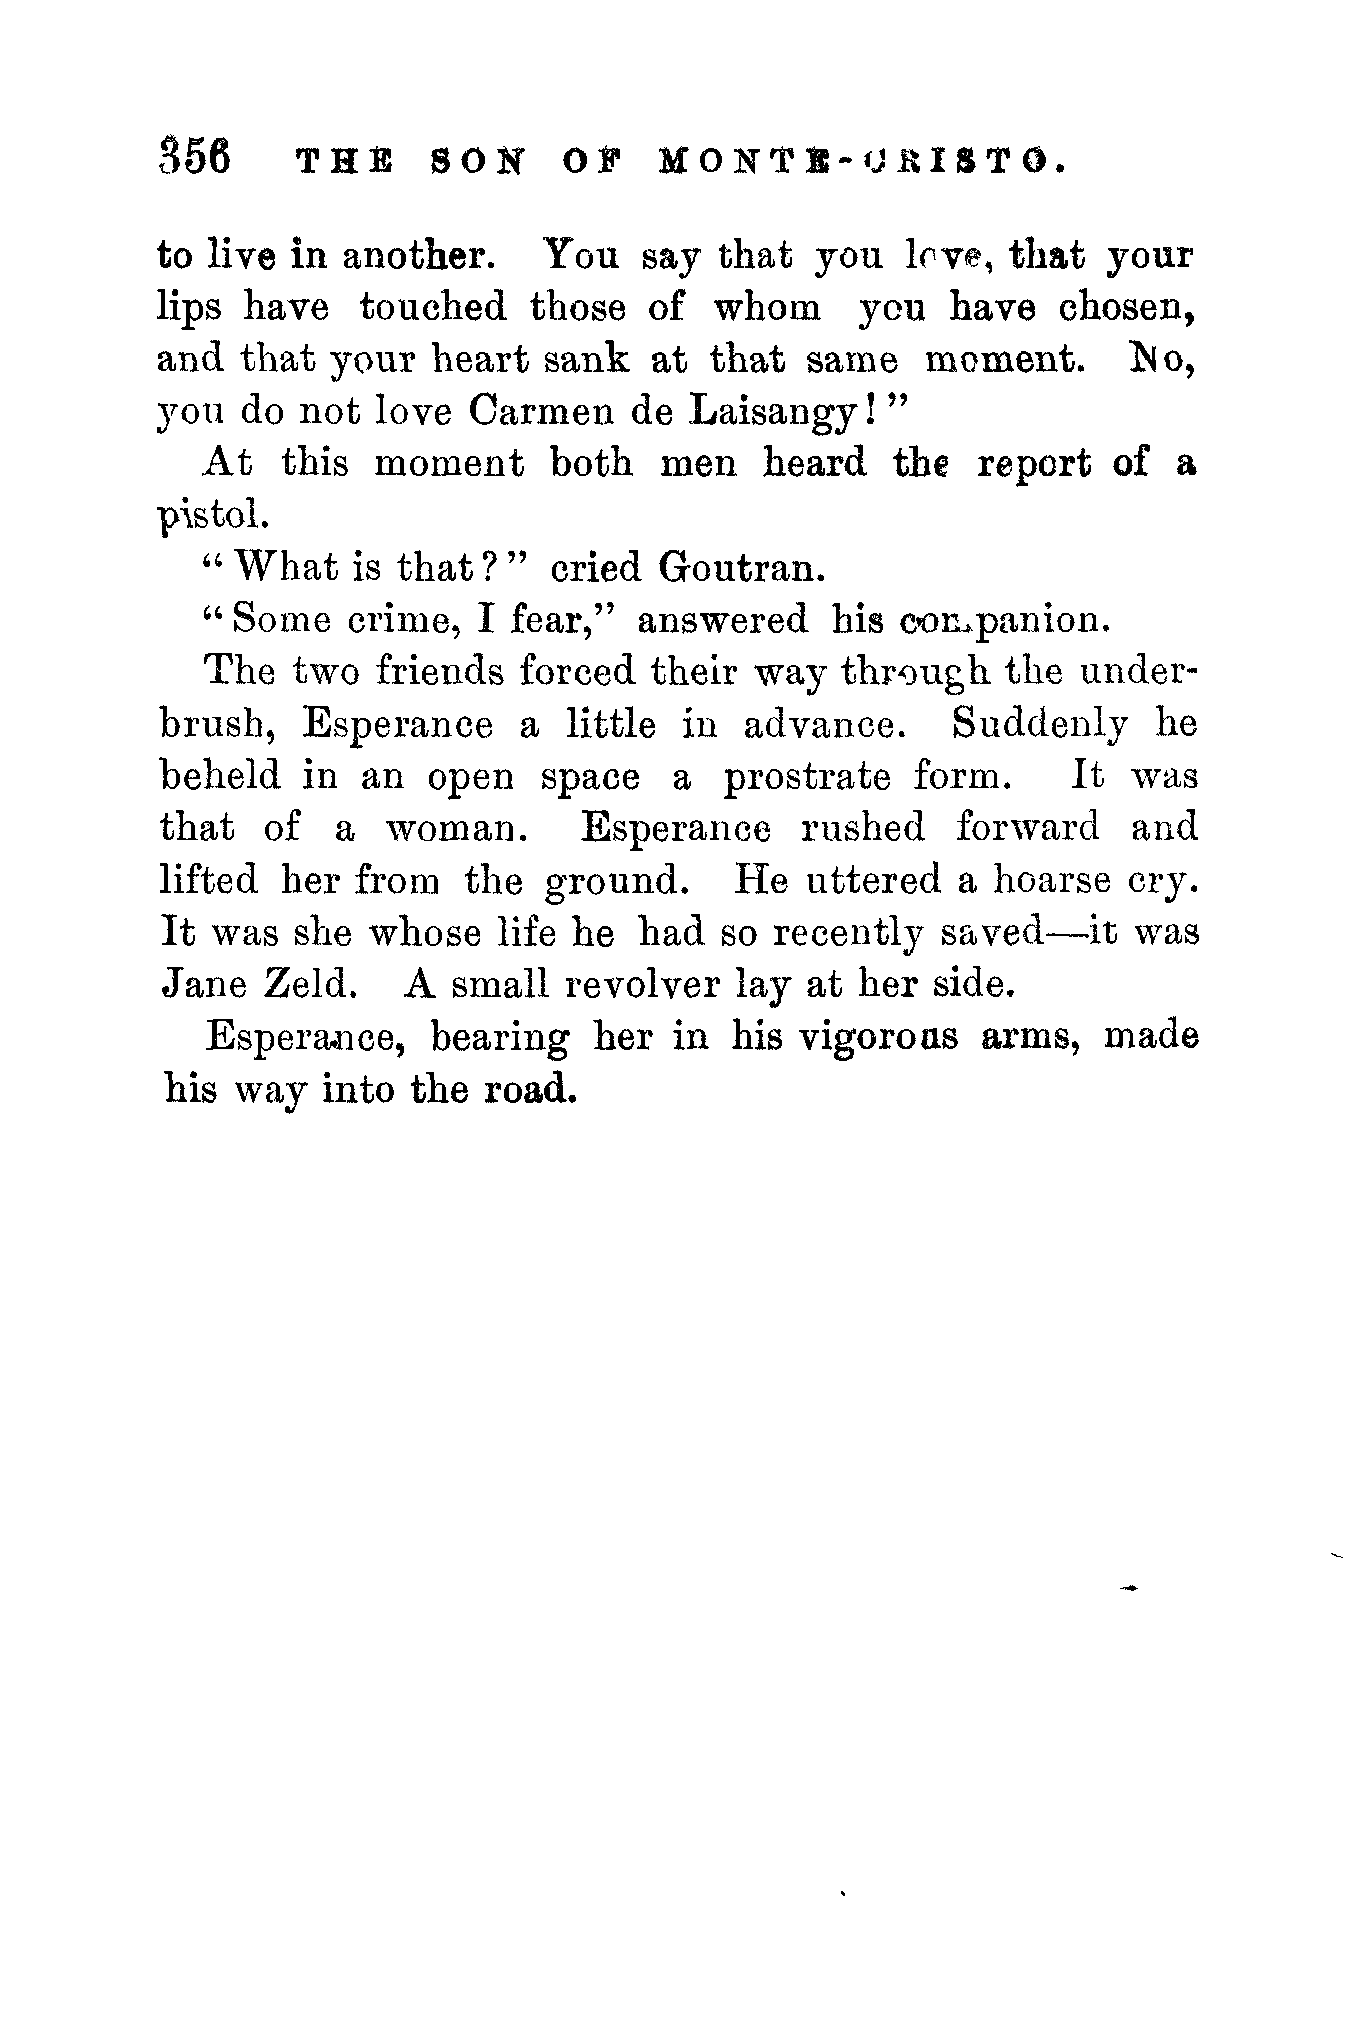 356 THE SON OF MONTE-CRISTO.
to live in another. You say that you love, that your
lips have touched those of whom you have chosen,
and that your heart sank at that same moment. No,
you do not love Carmen de Laisangy!"
At this moment both men heard the report of a
pistol.
"What is that?" cried Goutran.
"Some crime, I fear," answered his companion.
The two friends forced their way through the under-
brush, Esperance a little in advance. Suddenly he
beheld in an open space a prostrate form. It was
that of a woman. Esperance rushed forward and
lifted her from the ground. He uttered a hoarse cry.
It was she whose life he had so recently saved—it was
Jane Zeld. A small revolver lay at her side.
Esperance, bearing her in his vigorous arms, made
his way into the road.